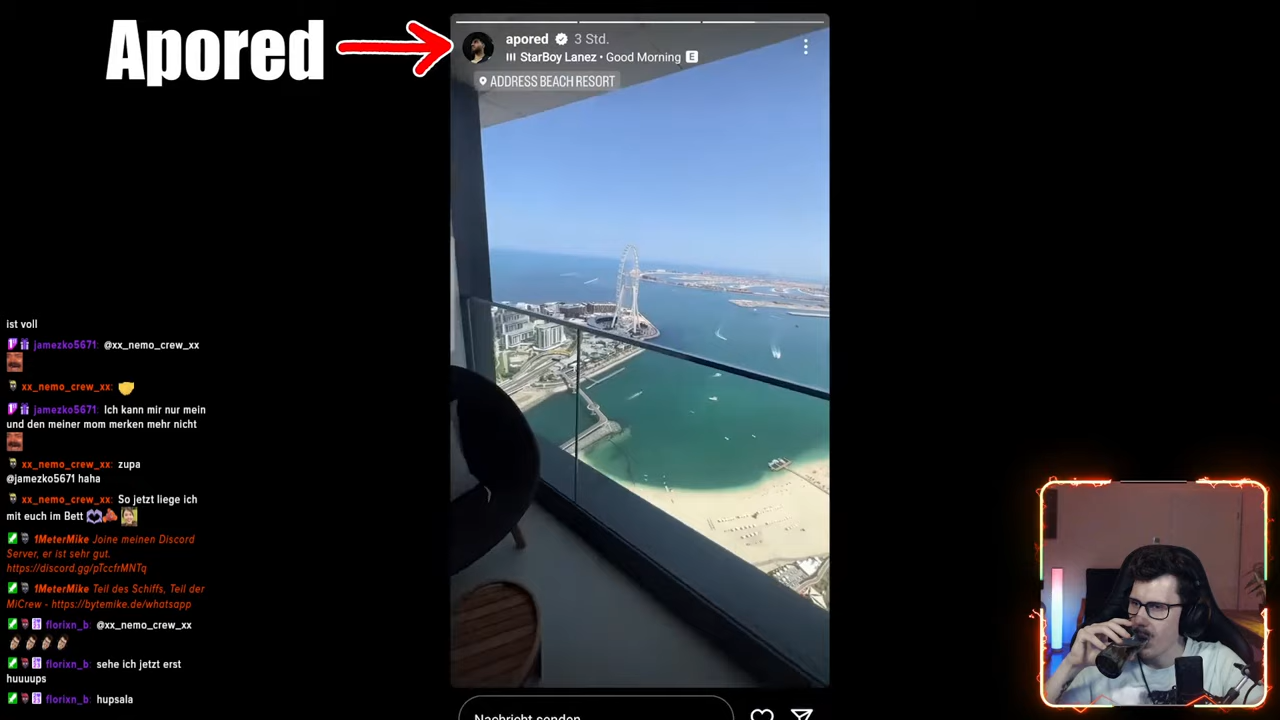 Apored
apored 3 Std.
StarBoy Lanez • Good Morning E
ADDRESS BEACH RESORT
ist voll
jamezko5671: @xx_nemo_crew_xx
xx_nemo_crew_xx:
jamezko5671: Ich kann mir nur mein
und den meiner mom merken mehr nicht
xx_nemo_crew_xx: zupa
@jamezko5671 haha
xx_nemo_crew_xx: So jetzt liege ich
mit euch im Bett
1MeterMike Joine meinen Discord
Server, er ist sehr gut.
https://discord.gg/pTccfrMNTq
1MeterMike Teil des Schiffs, Teil der
MiCrew - https://bytemike.de/whatsapp
florixn_b: @xx_nemo_crew_xx
florixn_b: sehe ich jetzt erst
huuuups
florixn_b: hupsala
Nachricht senden